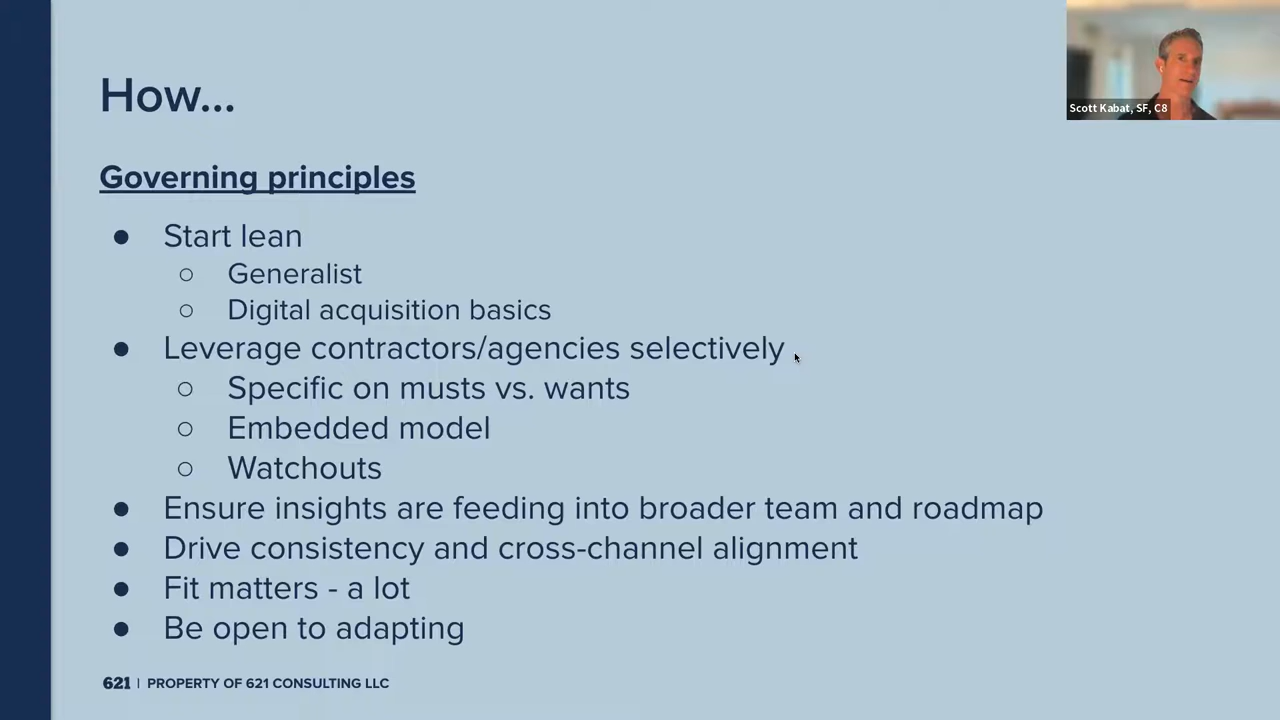 How...
Scott Kabat, SF, C8
Governing principles
● Start lean
○ Generalist
○ Digital acquisition basics
● Leverage contractors/agencies selectively
○ Specific on musts vs. wants
○ Embedded model
○ Watchouts
● Ensure insights are feeding into broader team and roadmap
● Drive consistency and cross-channel alignment
● Fit matters - a lot
● Be open to adapting
621 | PROPERTY OF 621 CONSULTING LLC